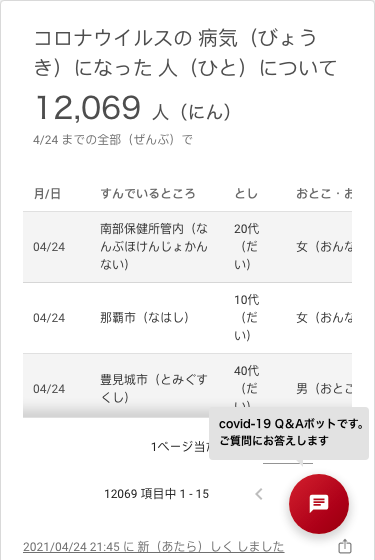 コロナウイルスの 病気（びょう
き）になった 人（ひと）について
12,069 人（にん）
4/24 までの全部（ぜんぶ）で
月/日 すんでいるところ とし おとこ・お
04/24 南部保健所管内（な
んぶほけんじょかん
ない） 20代
（だ
い） 女（おんな
04/24 那覇市（なはし） 10代
（だ
い） 女（おんな
04/24 豊見城市（とみぐす
くし） 40代
（だ
い） 男（おとこ
covid-19 Q&Aボットです。
ご質問にお答えします
1ページ当た
12069 項目中 1 - 15
2021/04/24 21:45 に 新（あたら）しく しました